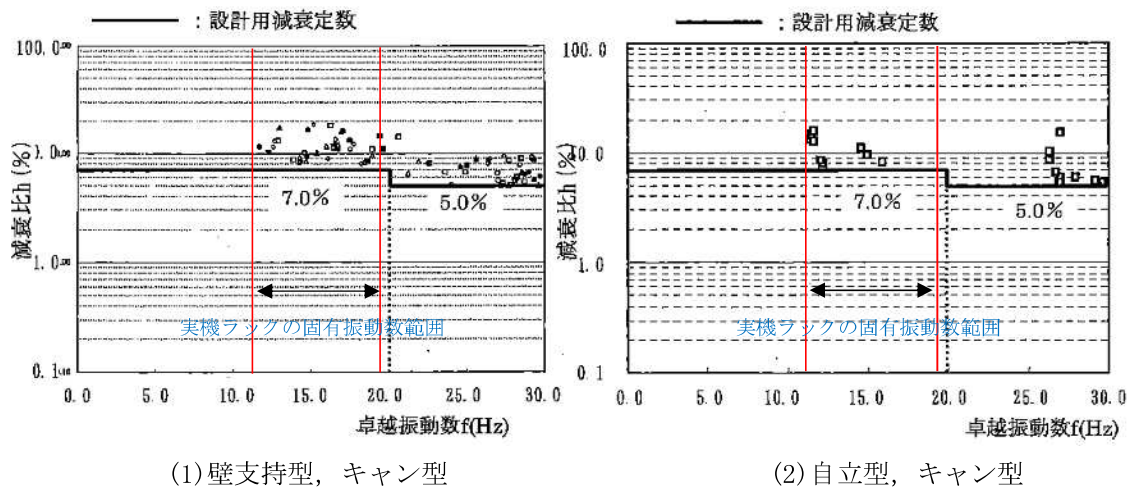 ：設計用減衰定数
100.0
10.0
1.0
0.1
減衰比h (%)
7.0%
5.0%
実機ラックの固有振動数範囲
0.0 5.0 10.0 15.0 20.0 25.0 30.0
卓越振動数f(Hz)
(1)壁支持型，キャン型
：設計用減衰定数
100.0
10.0
1.0
0.1
減衰比h (%)
7.0%
5.0%
実機ラックの固有振動数範囲
0.0 5.0 10.0 15.0 20.0 25.0 30.0
卓越振動数f(Hz)
(2)自立型，キャン型